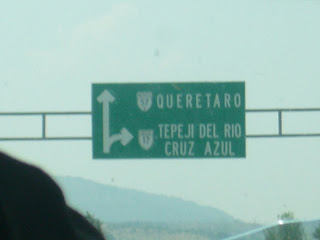 QUERETARO
TEPEJI DEL RIO
CRUZ AZUL